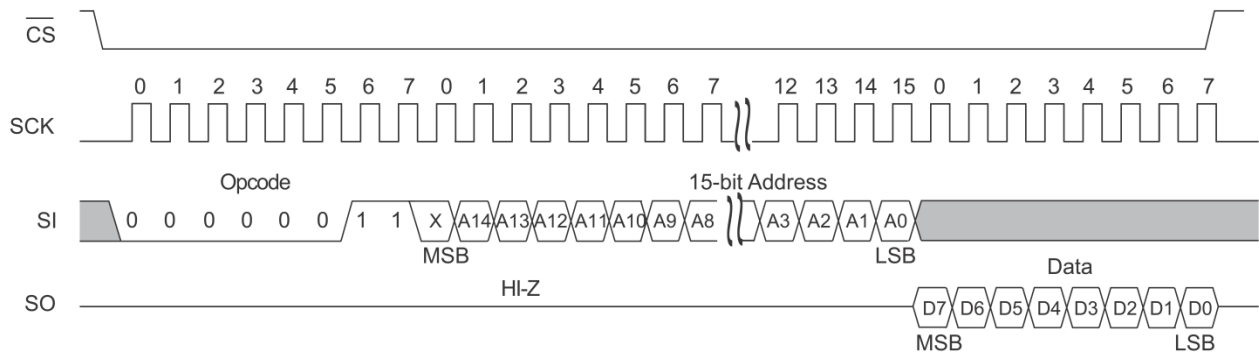 CS
0 1 2 3 4 5 6 7 0 1 2 3 4 5 6 7 12 13 14 15 0 1 2 3 4 5 6 7
SCK
Opcode 15-bit Address
SI 0 0 0 0 0 0 1 1 X A14 A13 A12 A11 A10 A9 A8 A3 A2 A1 A0
MSB LSB Data
HI-Z
SO D7 D6 D5 D4 D3 D2 D1 D0
MSB LSB